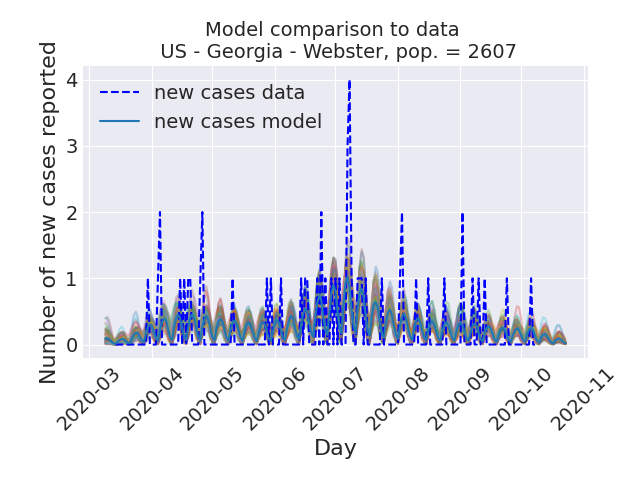 Model comparison to data
US - Georgia - Webster, pop. = 2607
new cases data
new cases model
Number of new cases reported
4
3
2
1
0
2020-03
2020-04
2020-05
2020-06
2020-07
2020-08
2020-09
2020-10
2020-11
Day